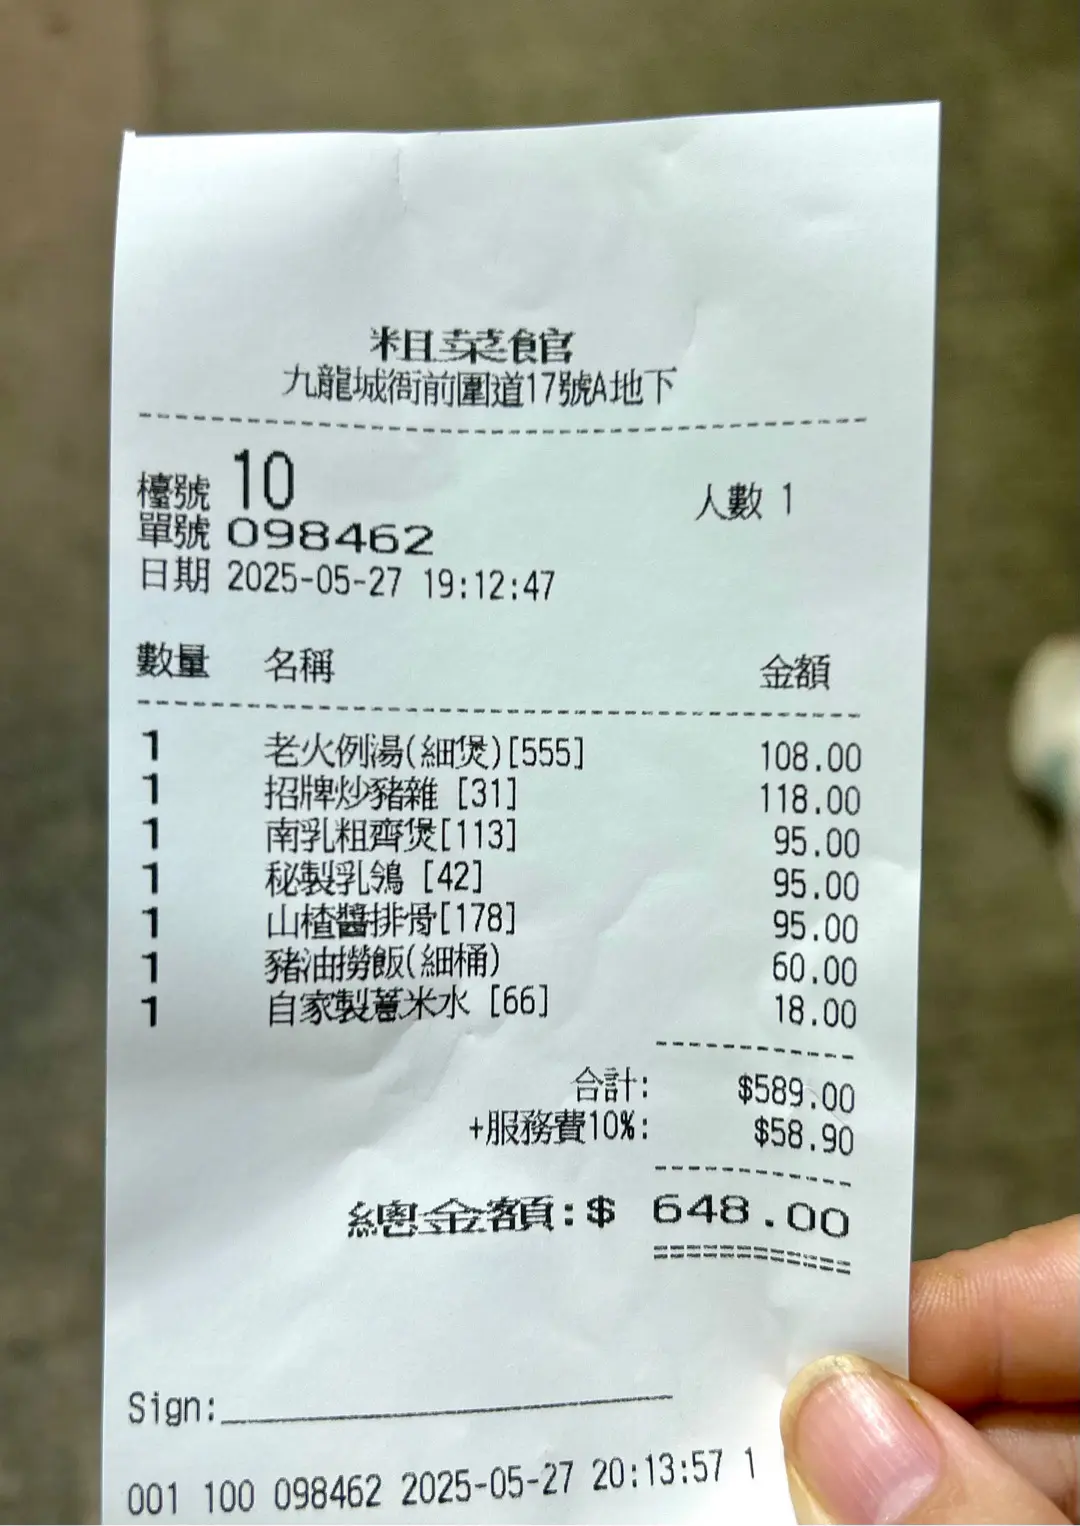 粗菜館
九龍城衙前圍道17號A地下
檯號 10 人數 1
單號 098462
日期 2025-05-27 19:12:47
數量 名稱 金額
1 老火例湯(細煲)[555] 108.00
1 招牌炒豬雜 [31] 118.00
1 南乳粗齊煲[113] 95.00
1 秘製乳鴿 [42] 95.00
1 山楂醬排骨[178] 95.00
1 豬油撈飯(細桶) 60.00
1 自家製薏米水 [66] 18.00
合計: $589.00
+服務費10%: $58.90
總金額:$ 648.00
Sign:
001 100 098462 2025-05-27 20:13:57 1